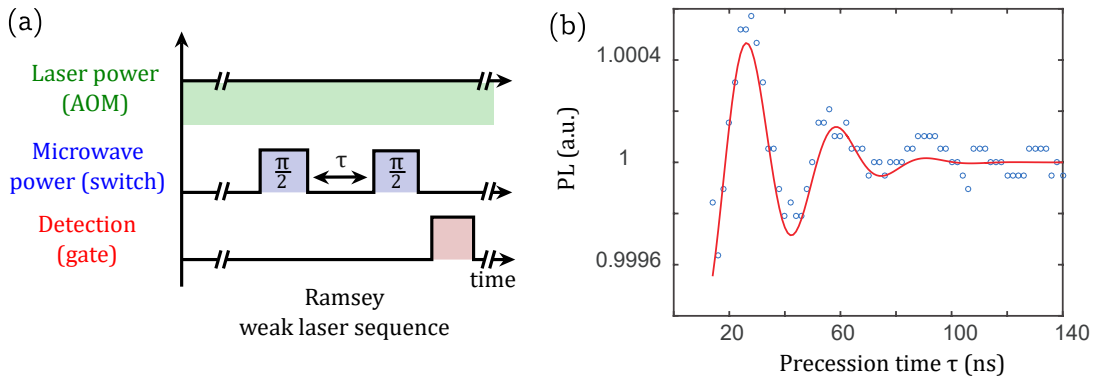 (a)
Laser power
(AOM)
Microwave
power (switch)
π/2
τ
π/2
Detection
(gate)
time
Ramsey
weak laser sequence
(b)
PL (a.u.)
1.0004
1
0.9996
20
60
100
140
Precession time τ (ns)